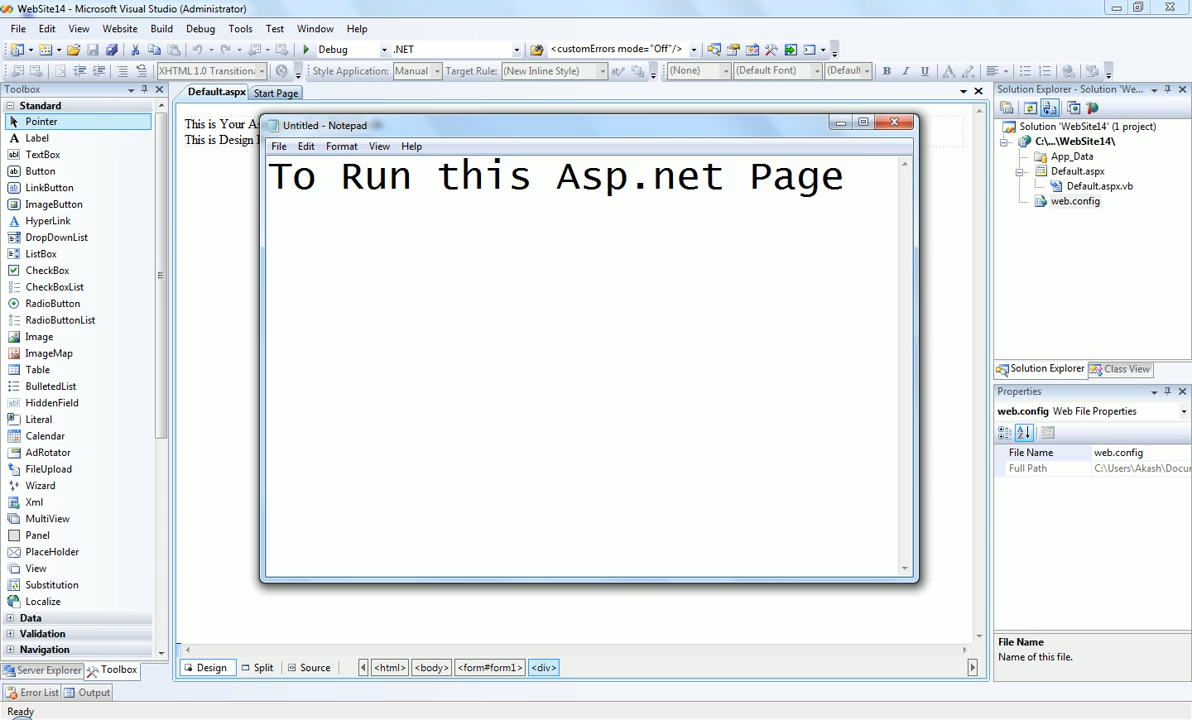 WebSite14 - Microsoft Visual Studio (Administrator)
File Edit View Website Build Debug Tools Test Window Help
Debug .NET <customErrors mode="Off"/>
XHTML 1.0 Transition Style Application: Manual Target Rule: (New Inline Style) (None) (Default Font) (Default B I U
Toolbox
Standard
Pointer
Label
TextBox
Button
LinkButton
ImageButton
HyperLink
DropDownList
ListBox
CheckBox
CheckBoxList
RadioButton
RadioButtonList
Image
ImageMap
Table
BulletedList
HiddenField
Literal
Calendar
AdRotator
FileUpload
Wizard
Xml
MultiView
Panel
PlaceHolder
View
Substitution
Localize
Data
Validation
Navigation
Server Explorer Toolbox
Error List Output
Ready
Default.aspx Start Page
This is Your As
This is Design
Untitled - Notepad
File Edit Format View Help
To Run this Asp.net Page
Design Split Source <html> <body> <form#form1> <div>
Solution Explorer - Solution 'We...
Solution 'WebSite14' (1 project)
C:\...\WebSite14\
App_Data
Default.aspx
Default.aspx.vb
web.config
Solution Explorer Class View
Properties
web.config Web File Properties
File Name web.config
Full Path C:\Users\Akash\Docu
File Name
Name of this file.